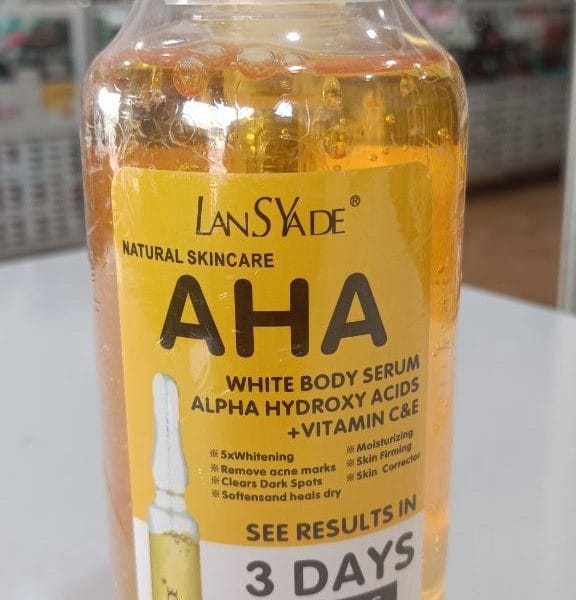 LANSYADE®
NATURAL SKINCARE
AHA
WHITE BODY SERUM
ALPHA HYDROXY ACIDS
+VITAMIN C&E
※5xWhitening
※Remove acne marks
※Clears Dark Spots
※Softensand heals dry
※Moisturizing
※Skin Firming
※Skin Corrector
SEE RESULTS IN
3 DAYS